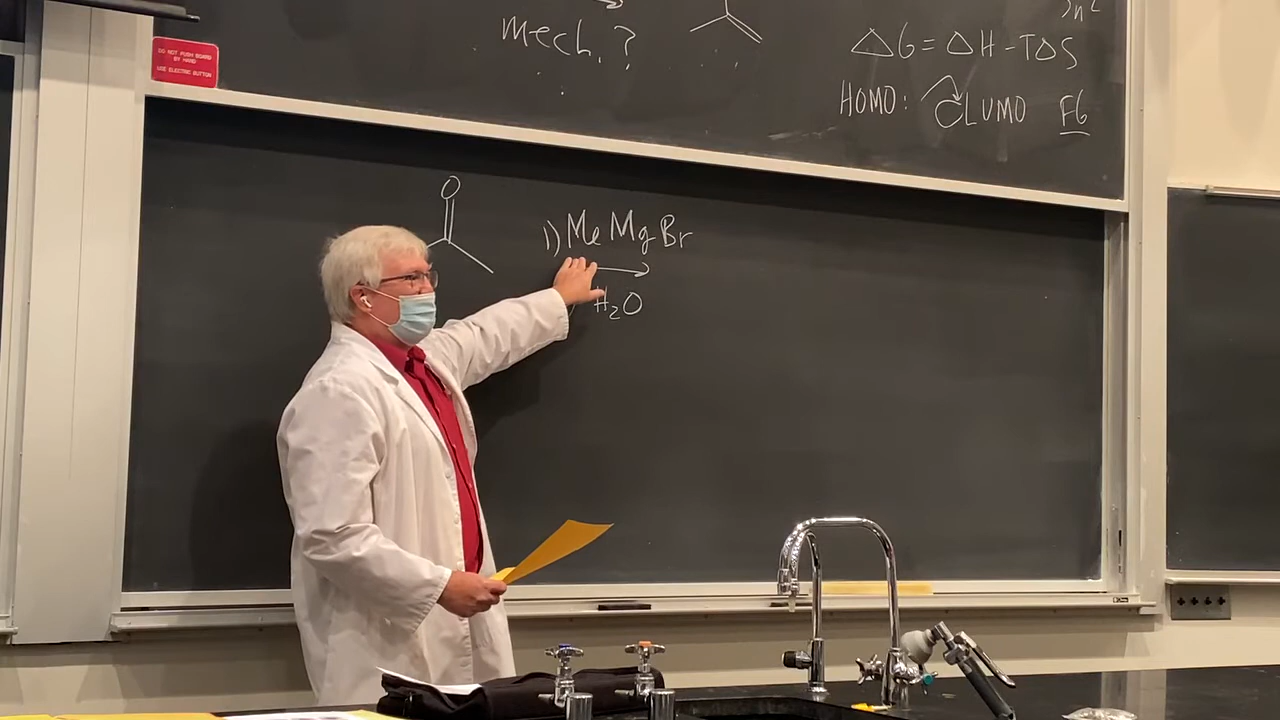 Sn2
mech.?
ΔG = ΔH - TΔS
HOMO: LUMO FG
DO NOT PUSH BOARD
BY HAND
USE ELECTRIC BUTTON
O
1) MeMgBr
H2O